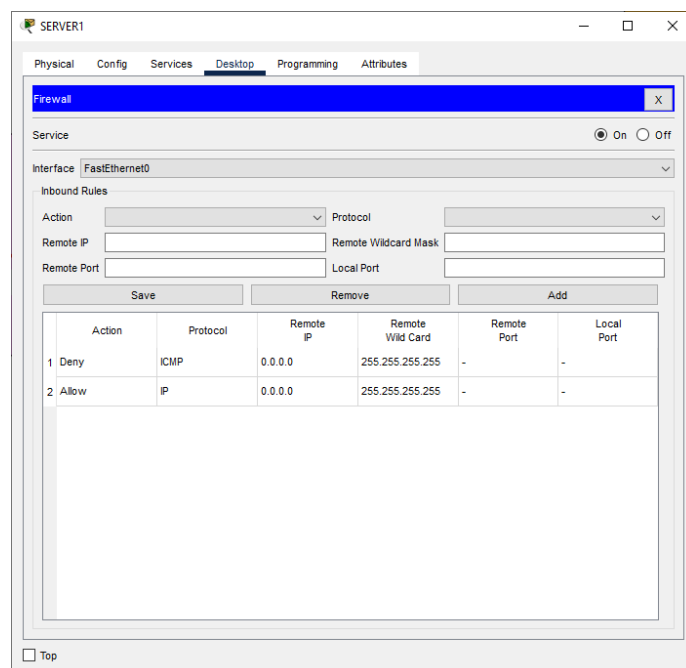 SERVER1
Physical Config Services Desktop Programming Attributes
Firewall X
Service On Off
Interface FastEthernet0
Inbound Rules
Action Protocol
Remote IP Remote Wildcard Mask
Remote Port Local Port
Save Remove Add
Action Protocol Remote IP Remote Wild Card Remote Port Local Port
1 Deny ICMP 0.0.0.0 255.255.255.255 - -
2 Allow IP 0.0.0.0 255.255.255.255 - -
Top